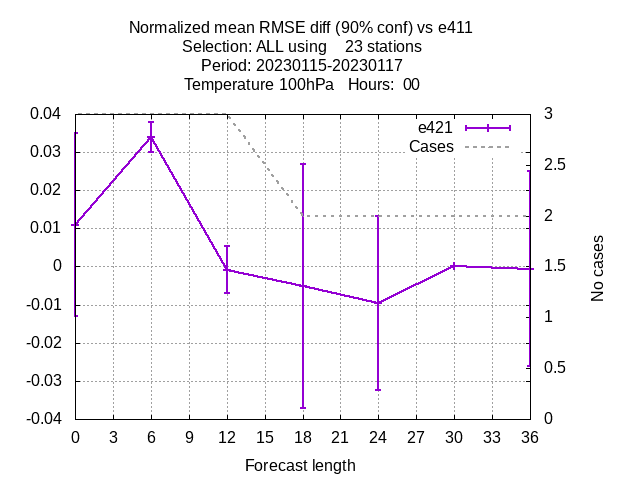 Normalized mean RMSE diff (90% conf) vs e411
Selection: ALL using    23 stations
Period: 20230115-20230117
Temperature 100hPa   Hours:  00
e421
Cases
0.04
0.03
0.02
0.01
0
-0.01
-0.02
-0.03
-0.04
3
2.5
2
1.5
1
0.5
0
No cases
0 3 6 9 12 15 18 21 24 27 30 33 36
Forecast length